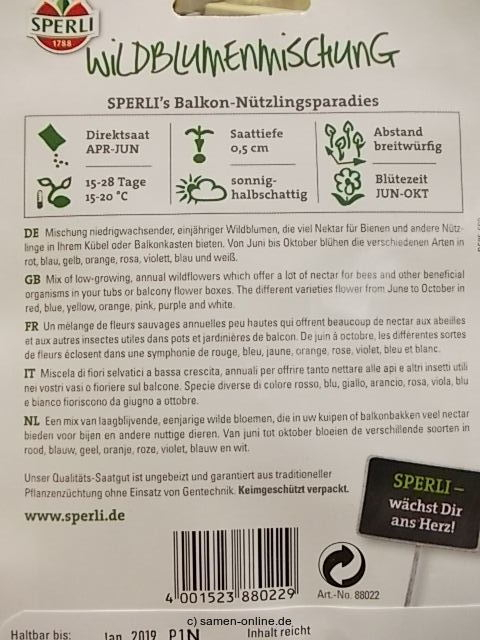 SPERLI
1788
WILDBLUMENMISCHUNG
SPERLI's Balkon-Nützlingsparadies
Direktsaat
APR-JUN
Saattiefe
0,5 cm
Abstand
breitwürfig
15-28 Tage
15-20 °C
sonnig-
halbschattig
Blütezeit
JUN-OKT
DE Mischung niedrigwachsender, einjähriger Wildblumen, die viel Nektar für Bienen und andere Nütz-
linge in Ihrem Kübel oder Balkonkasten bieten. Von Juni bis Oktober blühen die verschiedenen Arten in
rot, blau, gelb, orange, rosa, violett, blau und weiß.
GB Mix of low-growing, annual wildflowers which offer a lot of nectar for bees and other beneficial
organisms in your tubs or balcony flower boxes. The different varieties flower from June to October in
red, blue, yellow, orange, pink, purple and white.
FR Un mélange de fleurs sauvages annuelles peu hautes qui offrent beaucoup de nectar aux abeilles
et aux autres insectes utiles dans pots et jardinières de balcon. De juin à octobre, les différentes sortes
de fleurs éclosent dans une symphonie de rouge, bleu, jaune, orange, rose, violet, bleu et blanc.
IT Miscela di fiori selvatici a bassa crescita, annuali per offrire tanto nettare alle api e altri insetti utili
nei vostri vasi o fioriere sul balcone. Specie diverse di colore rosso, blu, giallo, arancio, rosa, viola, blu
e bianco fioriscono da giugno a ottobre.
NL Een mix van laagblijvende, eenjarige wilde bloemen, die in uw kuipen of balkonbakken veel nectar
bieden voor bijen en andere nuttige dieren. Van juni tot oktober bloeien de verschillende soorten in
rood, blauw, geel, oranje, roze, violet, blauw en wit.
Unser Qualitäts-Saatgut ist ungebeizt und garantiert aus traditioneller
Pflanzenzüchtung ohne Einsatz von Gentechnik. Keimgeschützt verpackt.
www.sperli.de
SPERLI –
wächst Dir
ans Herz!
4 001523 880229
Art.-No. 88022
c) samen-online.de
Haltbar bis: Jan 2019 P1N Inhalt reicht